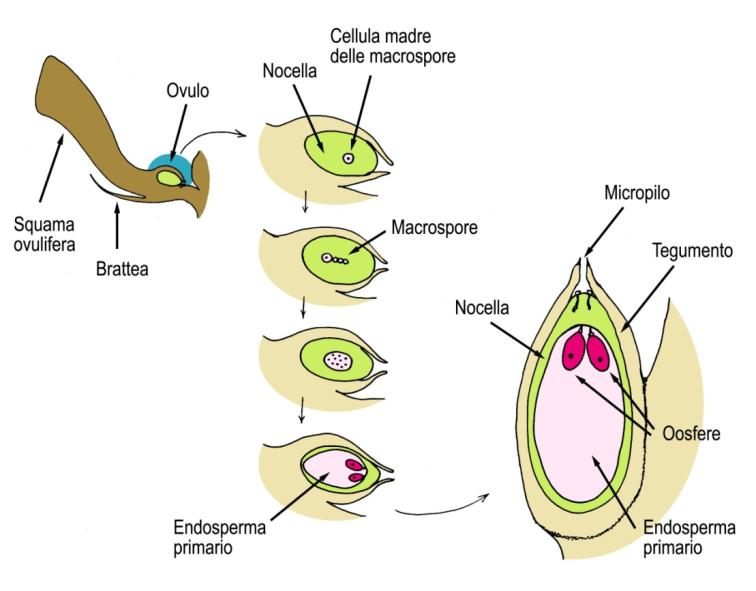 Cellula madre
delle macrospore
Nocella
Ovulo
Squama
ovulifera
Brattea
Macrospore
Endosperma
primario
Micropilo
Tegumento
Nocella
Oosfere
Endosperma
primario